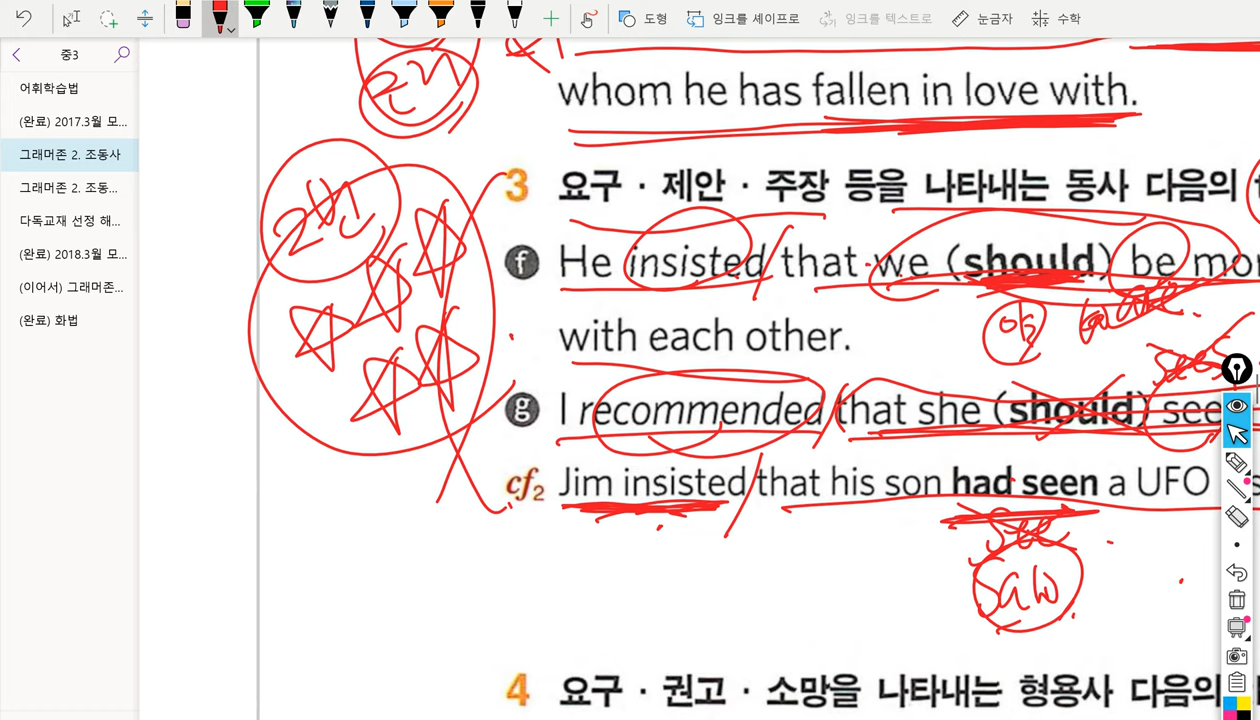 도형
잉크를 셰이프로
잉크를 텍스트로
눈금자
수학
중3
어휘학습법
(완료) 2017.3월 모...
그래머존 2. 조동사
그래머존 2. 조동...
다독교재 선정 해...
(완료) 2018.3월 모...
(이어서) 그래머존...
(완료) 화법
whom he has fallen in love with.
2번
3 요구 · 제안 · 주장 등을 나타내는 동사 다음의
f He insisted that we (should) be mor
with each other.
sees
g I recommended that she (should) see
cf2 Jim insisted that his son had seen a UFO
see
saw
4 요구 · 권고 · 소망을 나타내는 형용사 다음의